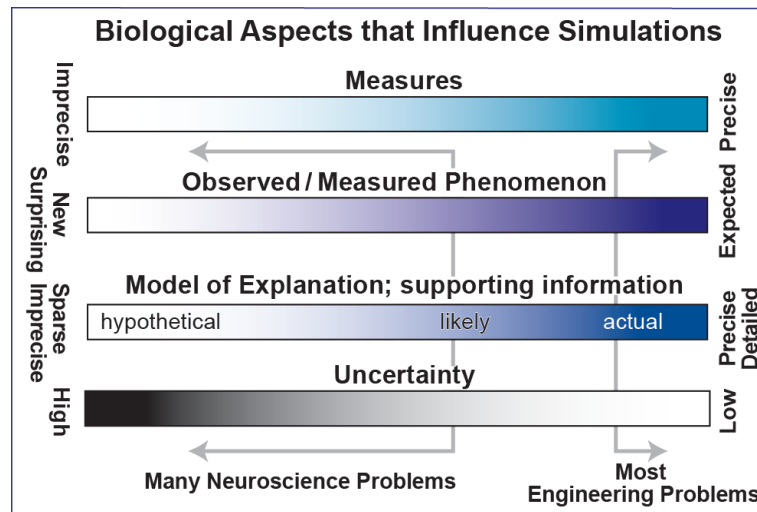 Biological Aspects that Influence Simulations
Measures
Imprecise
Precise
Observed / Measured Phenomenon
New
Surprising
Expected
Model of Explanation; supporting information
Sparse
Imprecise
hypothetical
likely
actual
Precise
Detailed
Uncertainty
High
Low
Many Neuroscience Problems
Most
Engineering Problems